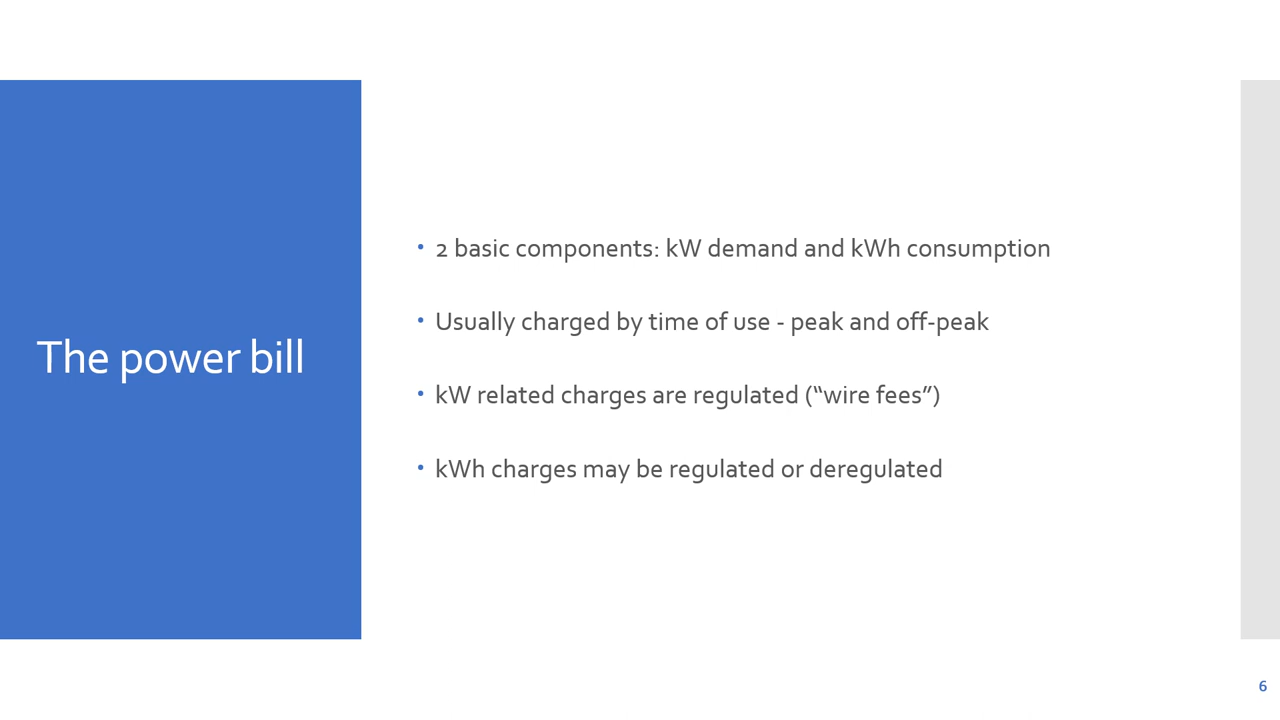 The power bill
• 2 basic components: kW demand and kWh consumption
• Usually charged by time of use - peak and off-peak
• kW related charges are regulated (“wire fees”)
• kWh charges may be regulated or deregulated
6